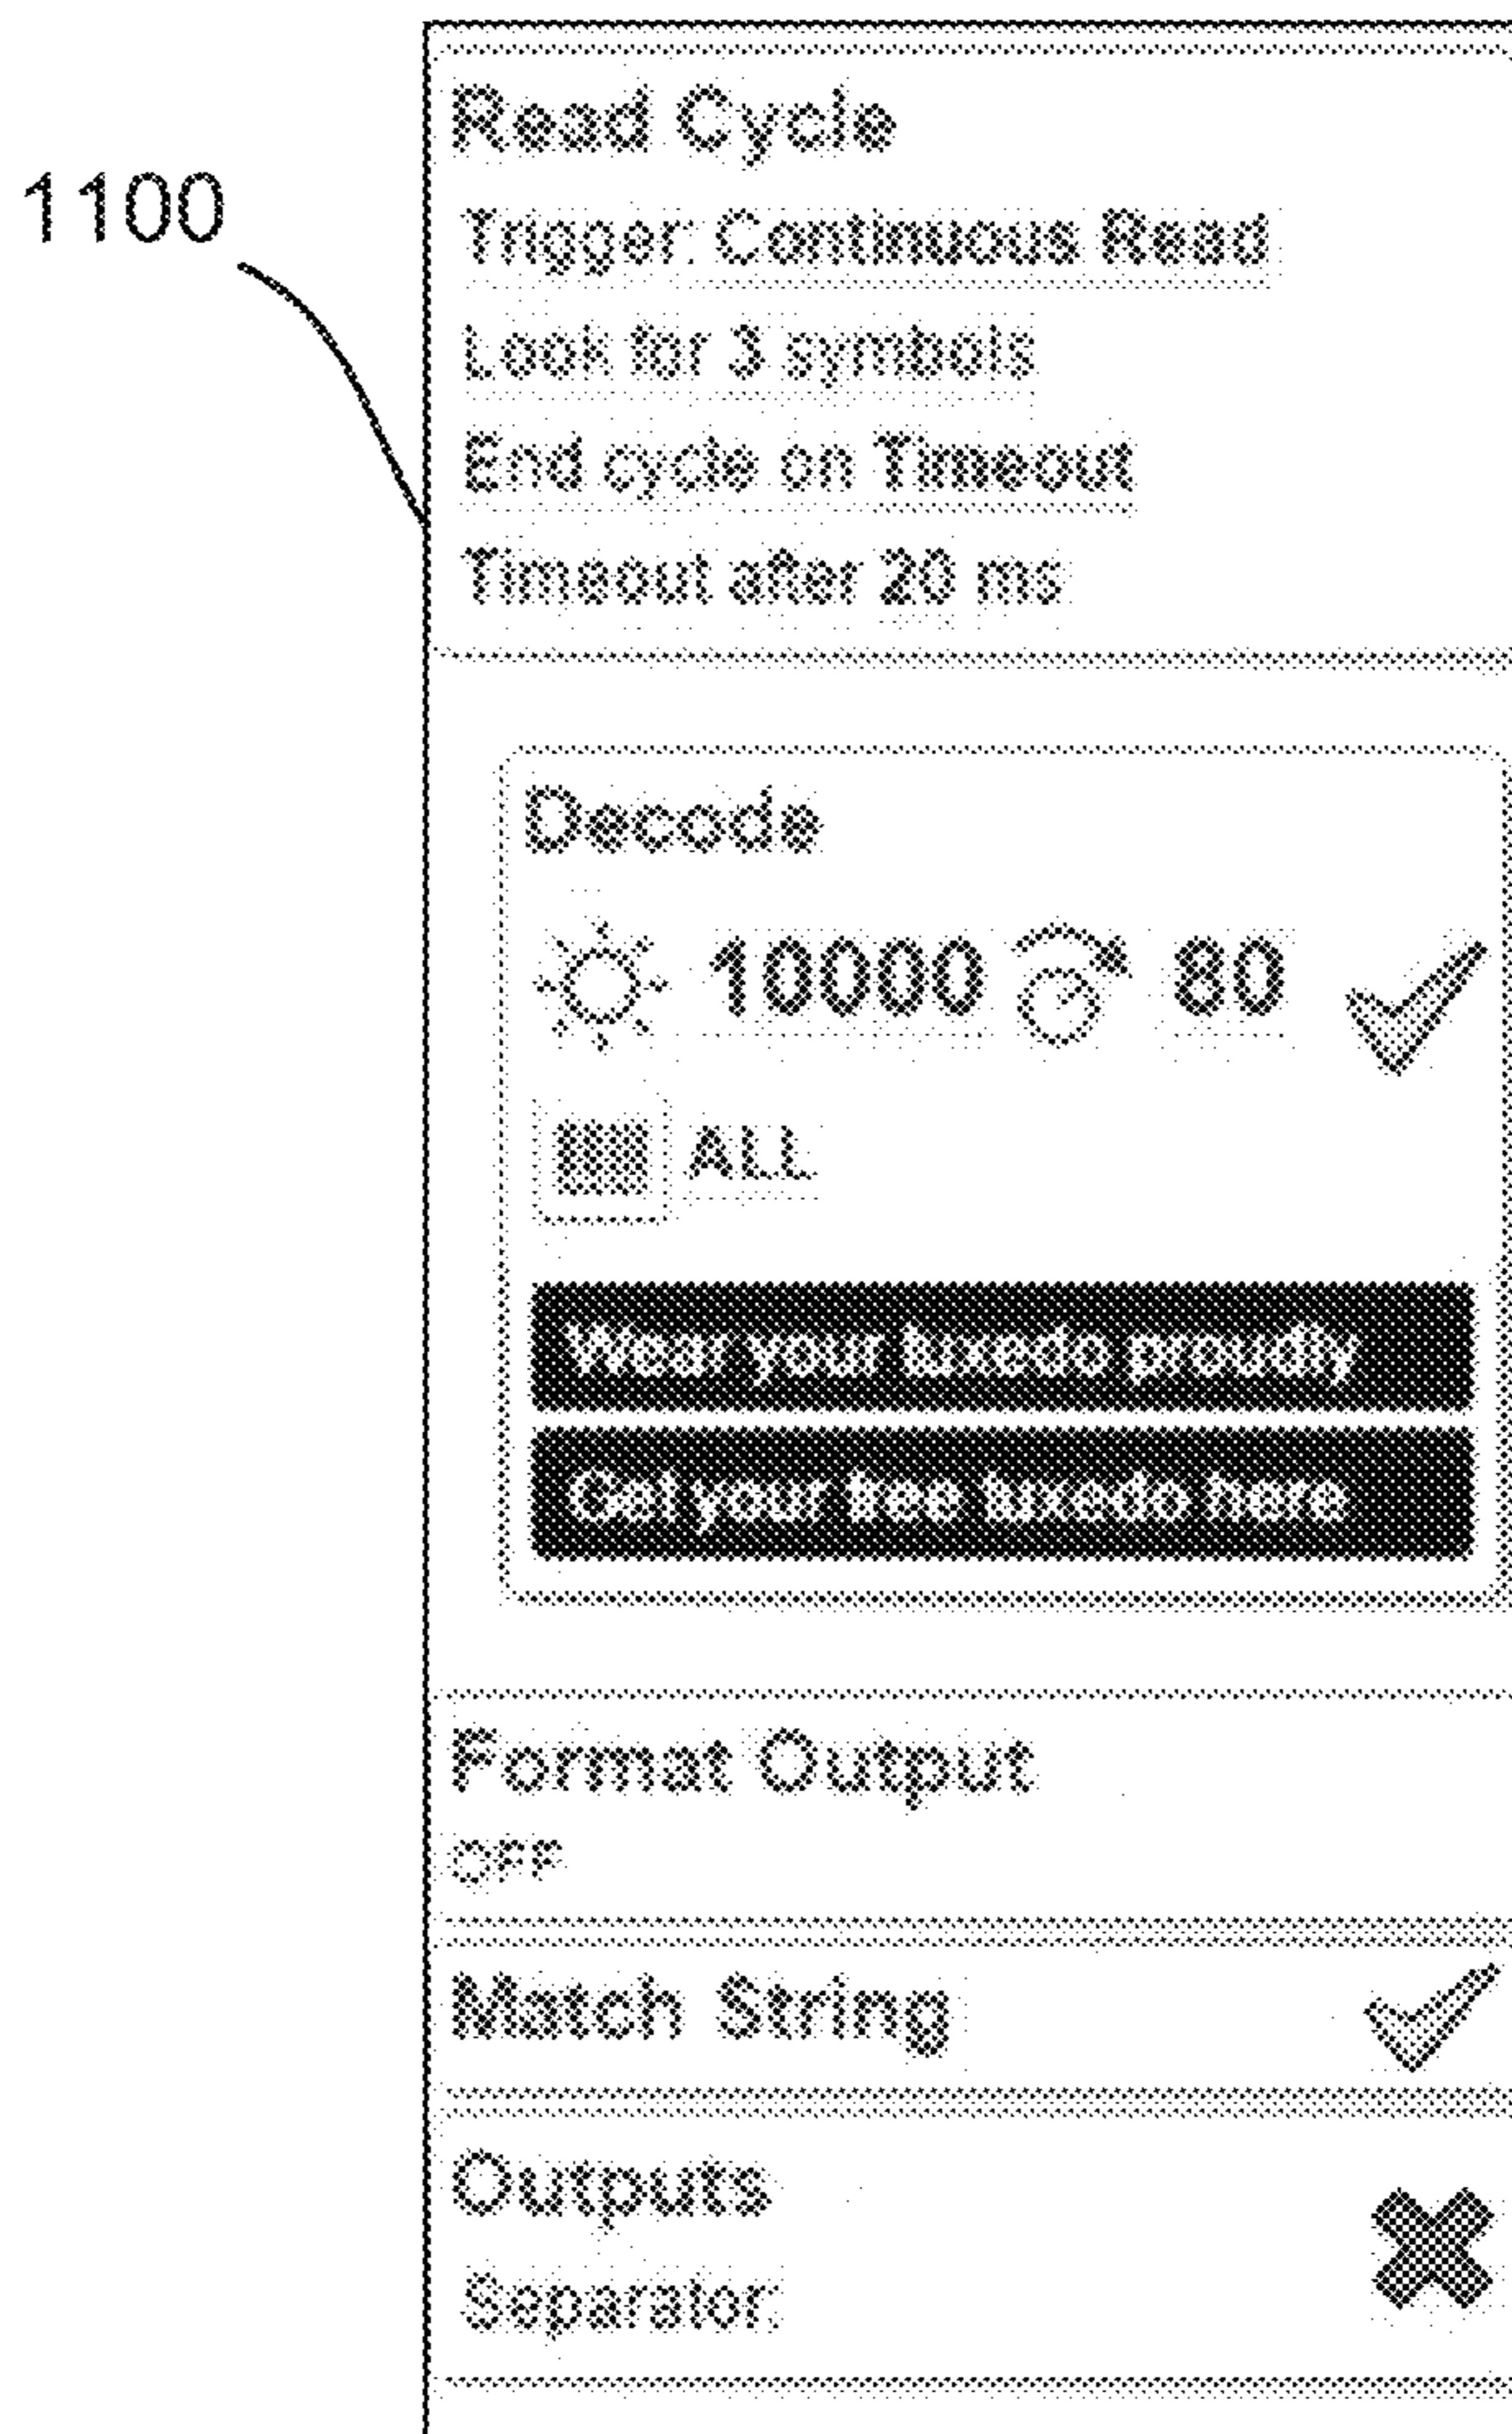 1100
Read Cycle
Trigger: Continuous Read
Look for 3 symbols
End cycle on Timeout
Timeout after 20 ms
Decode
10000 80
ALL
Wear your tuxedo proudly
Get your free tuxedo here
Format Output
OFF
Match String
Outputs
Separator: